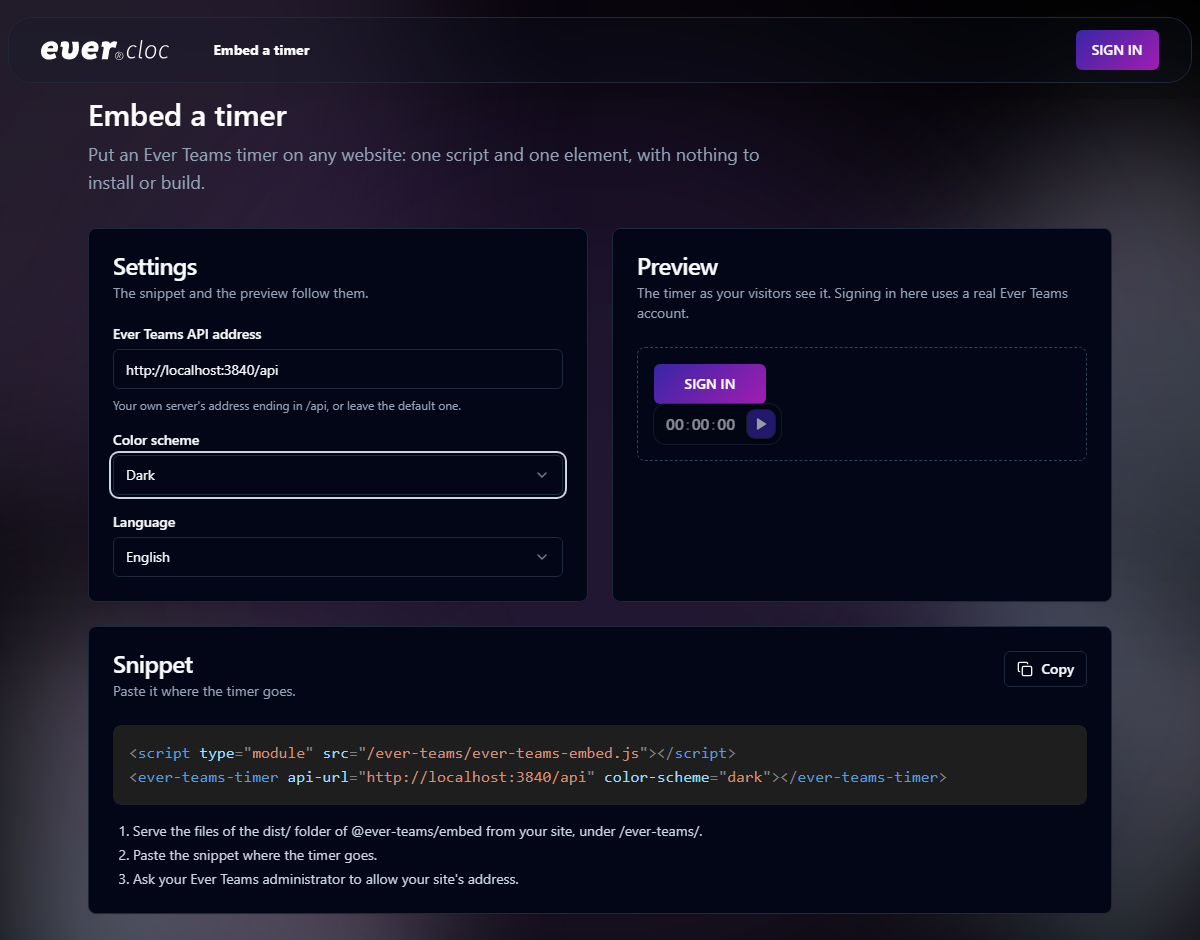 ever® cloc
Embed a timer
SIGN IN
Embed a timer
Put an Ever Teams timer on any website: one script and one element, with nothing to
install or build.
Settings
The snippet and the preview follow them.
Ever Teams API address
http://localhost:3840/api
Your own server's address ending in /api, or leave the default one.
Color scheme
Dark
Language
English
Preview
The timer as your visitors see it. Signing in here uses a real Ever Teams
account.
SIGN IN
00:00:00
Snippet
Paste it where the timer goes.
Copy
<script type="module" src="/ever-teams/ever-teams-embed.js"></script>
<ever-teams-timer api-url="http://localhost:3840/api" color-scheme="dark"></ever-teams-timer>
1. Serve the files of the dist/ folder of @ever-teams/embed from your site, under /ever-teams/.
2. Paste the snippet where the timer goes.
3. Ask your Ever Teams administrator to allow your site's address.